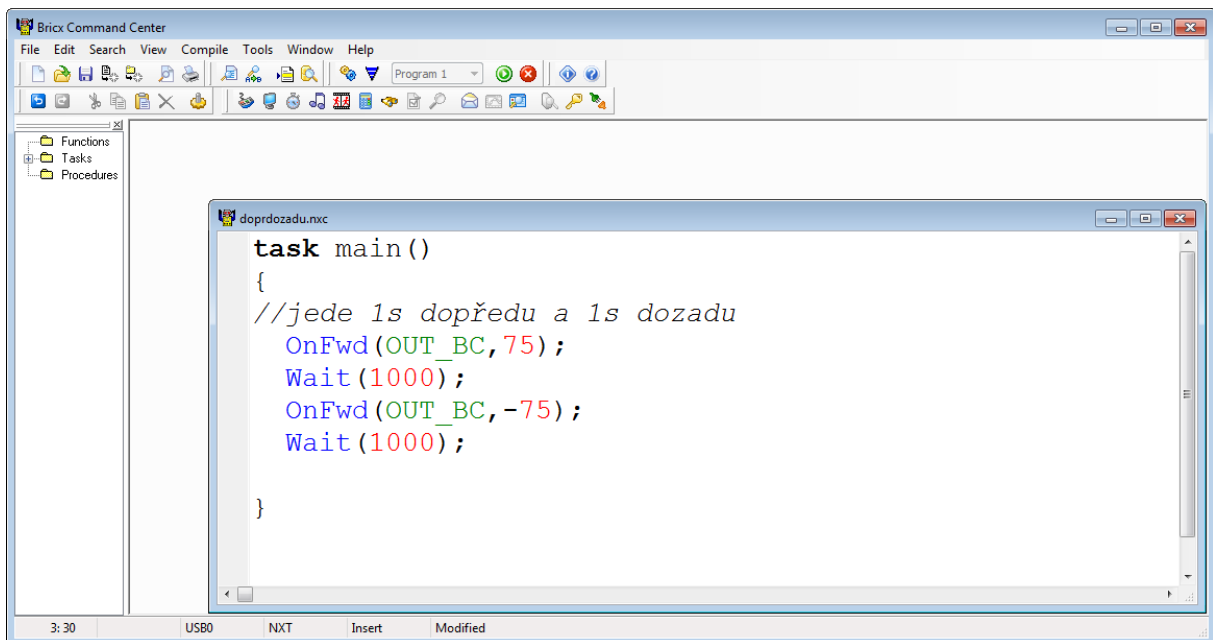 Bricx Command Center
File Edit Search View Compile Tools Window Help
Program 1
Functions
Tasks
Procedures
doprdozadu.nxc
task main()
{
//jede 1s dopředu a 1s dozadu
OnFwd(OUT_BC,75);
Wait(1000);
OnFwd(OUT_BC,-75);
Wait(1000);
}
3: 30 USB0 NXT Insert Modified